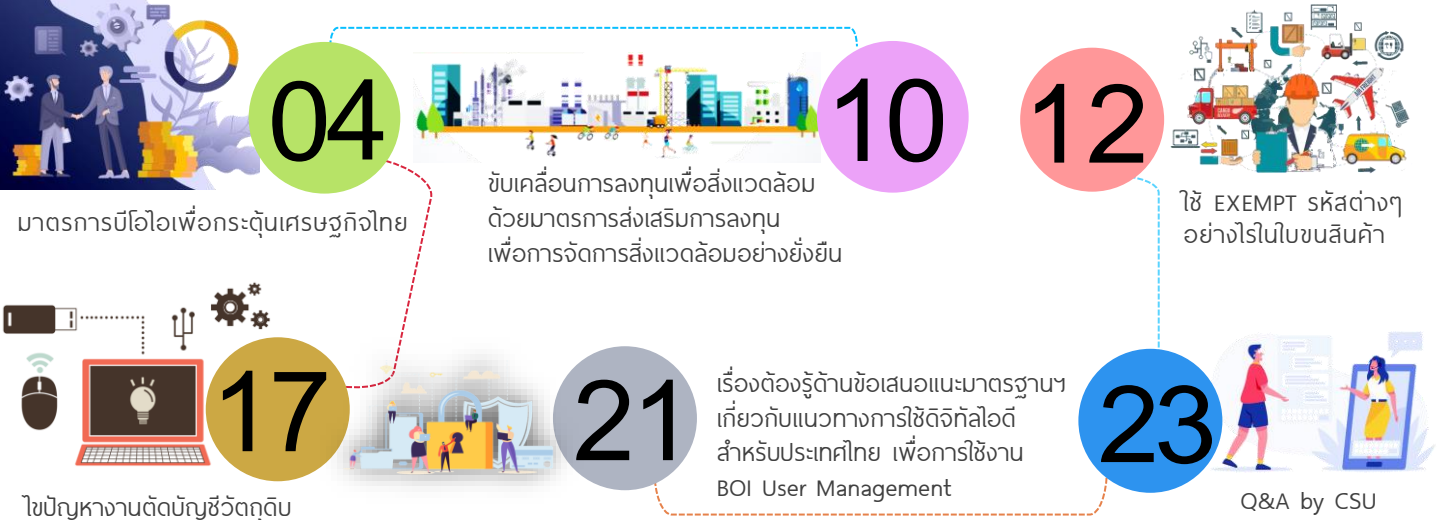 04
มาตรการบีโอไอเพื่อกระตุ้นเศรษฐกิจไทย
10
ขับเคลื่อนการลงทุนเพื่อสิ่งแวดล้อม
ด้วยมาตรการส่งเสริมการลงทุน
เพื่อการจัดการสิ่งแวดล้อมอย่างยั่งยืน
12
ใช้ EXEMPT รหัสต่างๆ
อย่างไรในใบขนสินค้า
17
ไขปัญหางานตัดบัญชีวัตถุดิบ
21
เรื่องต้องรู้ด้านข้อเสนอแนะมาตรฐานฯ
เกี่ยวกับแนวทางการใช้ดิจิทัลไอดี
สำหรับประเทศไทย เพื่อการใช้งาน
BOI User Management
23
Q&A by CSU